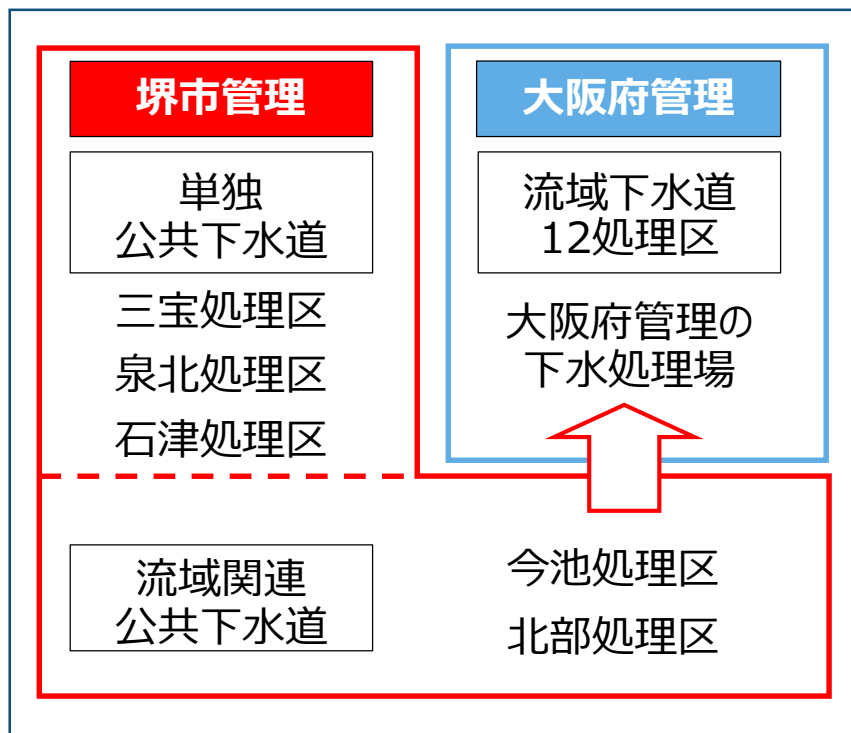 堺市管理
単独
公共下水道
三宝処理区
泉北処理区
石津処理区
大阪府管理
流域下水道
12処理区
大阪府管理の
下水処理場
流域関連
公共下水道
今池処理区
北部処理区